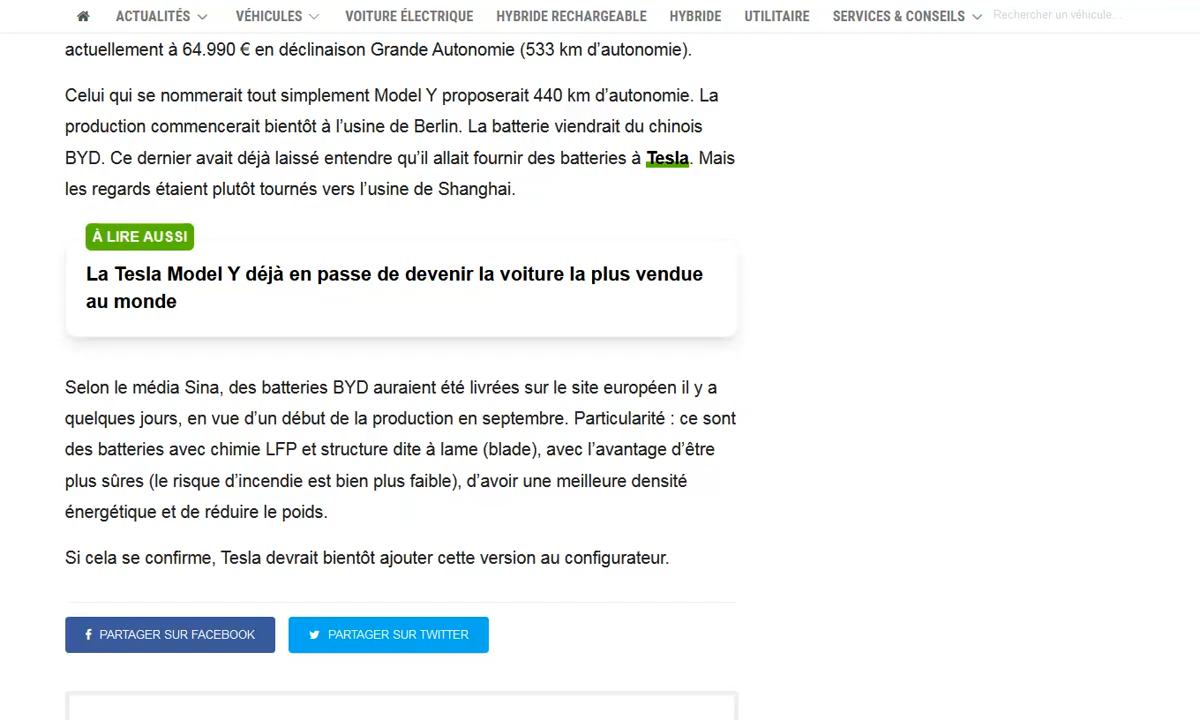 ACTUALITÉS VÉHICULES VOITURE ÉLECTRIQUE HYBRIDE RECHARGEABLE HYBRIDE UTILITAIRE SERVICES & CONSEILS Rechercher un véhicule...
actuellement à 64.990 € en déclinaison Grande Autonomie (533 km d’autonomie).
Celui qui se nommerait tout simplement Model Y proposerait 440 km d’autonomie. La
production commencerait bientôt à l’usine de Berlin. La batterie viendrait du chinois
BYD. Ce dernier avait déjà laissé entendre qu’il allait fournir des batteries à Tesla. Mais
les regards étaient plutôt tournés vers l’usine de Shanghai.
À LIRE AUSSI
La Tesla Model Y déjà en passe de devenir la voiture la plus vendue
au monde
Selon le média Sina, des batteries BYD auraient été livrées sur le site européen il y a
quelques jours, en vue d’un début de la production en septembre. Particularité : ce sont
des batteries avec chimie LFP et structure dite à lame (blade), avec l’avantage d’être
plus sûres (le risque d’incendie est bien plus faible), d’avoir une meilleure densité
énergétique et de réduire le poids.
Si cela se confirme, Tesla devrait bientôt ajouter cette version au configurateur.
PARTAGER SUR FACEBOOK PARTAGER SUR TWITTER